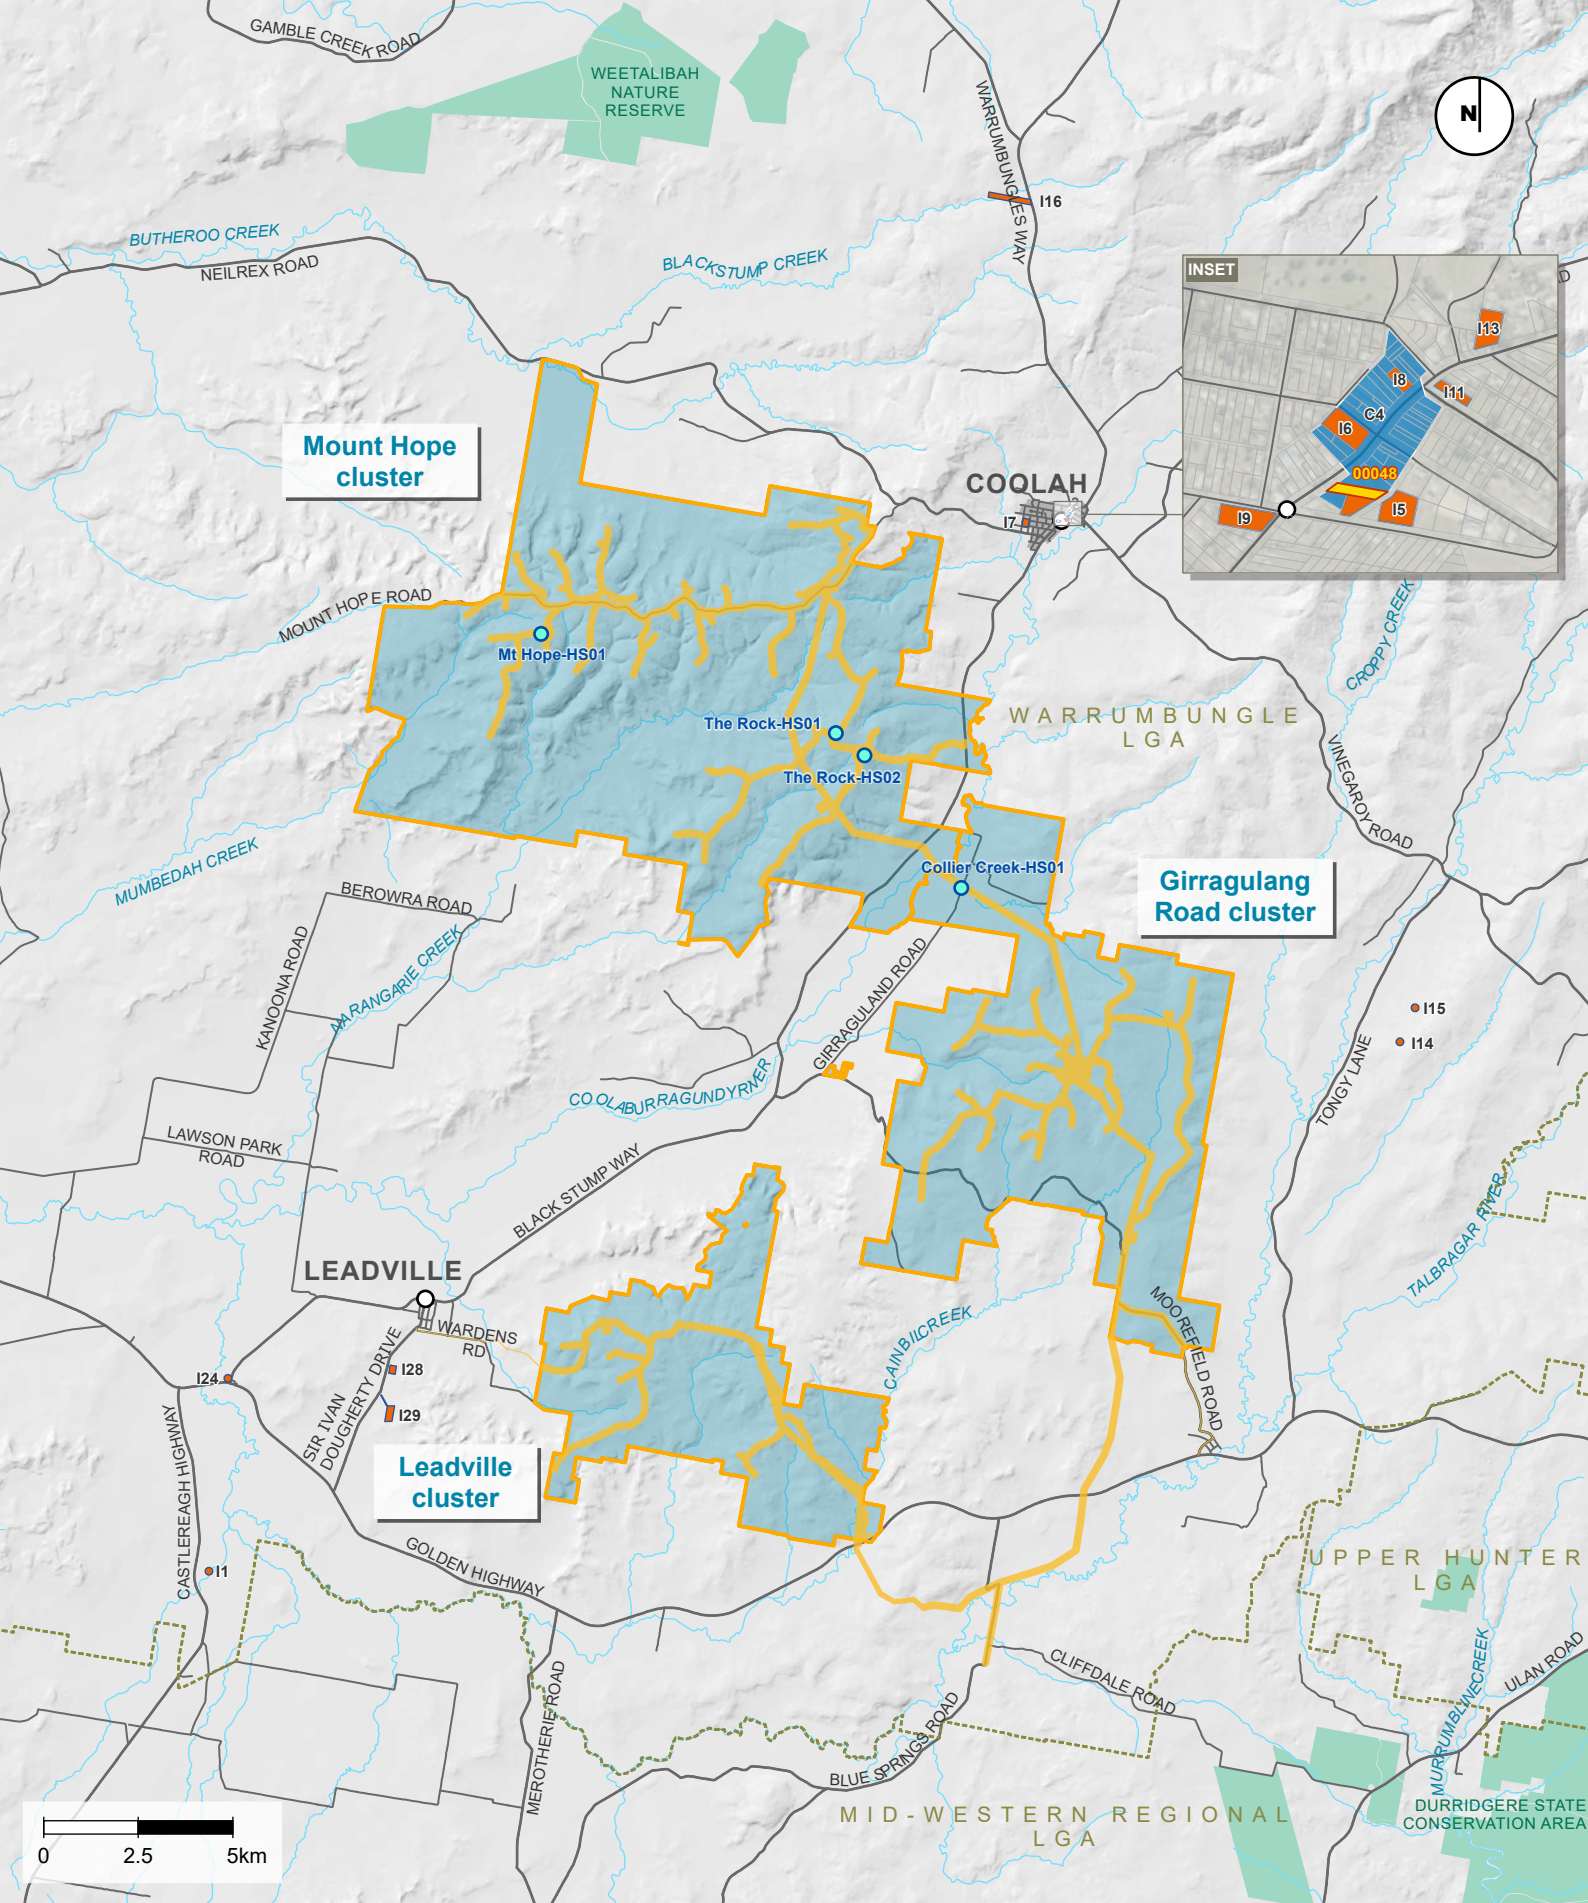 GAMBLE CREEK ROAD
WEETALIBAH
NATURE
RESERVE
WARRUMBUNGLES WAY
N
I16
BUTHEROO CREEK
NEILREX ROAD
BLACKSTUMP CREEK
INSET
I13
I8
I11
C4
I6
00048
I5
I9
Mount Hope
cluster
COOLAH
I7
MOUNT HOPE ROAD
Mt Hope-HS01
CROPPY CREEK
The Rock-HS01
WARRUMBUNGLE
LGA
The Rock-HS02
VINEGAROY ROAD
MUMBEDAH CREEK
Collier Creek-HS01
Girragulang
Road cluster
BEROWRA ROAD
KANOONA ROAD
NARANGARIE CREEK
GIRRAGULAND ROAD
I15
I14
TONGY LANE
COOLABURRAGUNDY RIVER
LAWSON PARK
ROAD
BLACK STUMP WAY
TALBRAGAR RIVER
LEADVILLE
WARDENS
RD
MOOREFIELD ROAD
CAINBIL CREEK
I28
I24
SIR IVAN
DOUGHERTY DRIVE
I29
CASTLEREAGH HIGHWAY
Leadville
cluster
GOLDEN HIGHWAY
I1
UPPER HUNTER
LGA
MEROTHERIE ROAD
CLIFFDALE ROAD
MURRUMBLINE CREEK
ULAN ROAD
BLUE SPRINGS ROAD
MID-WESTERN REGIONAL
LGA
DURRIDGERE STATE
CONSERVATION AREA
0 2.5 5km